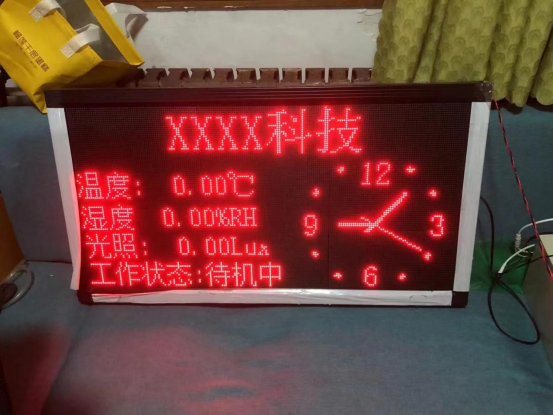 XXXX科技
温度: 0.00℃
湿度 0.00%RH
光照: 0.00Lux
工作状态:待机中
12
9
3
6